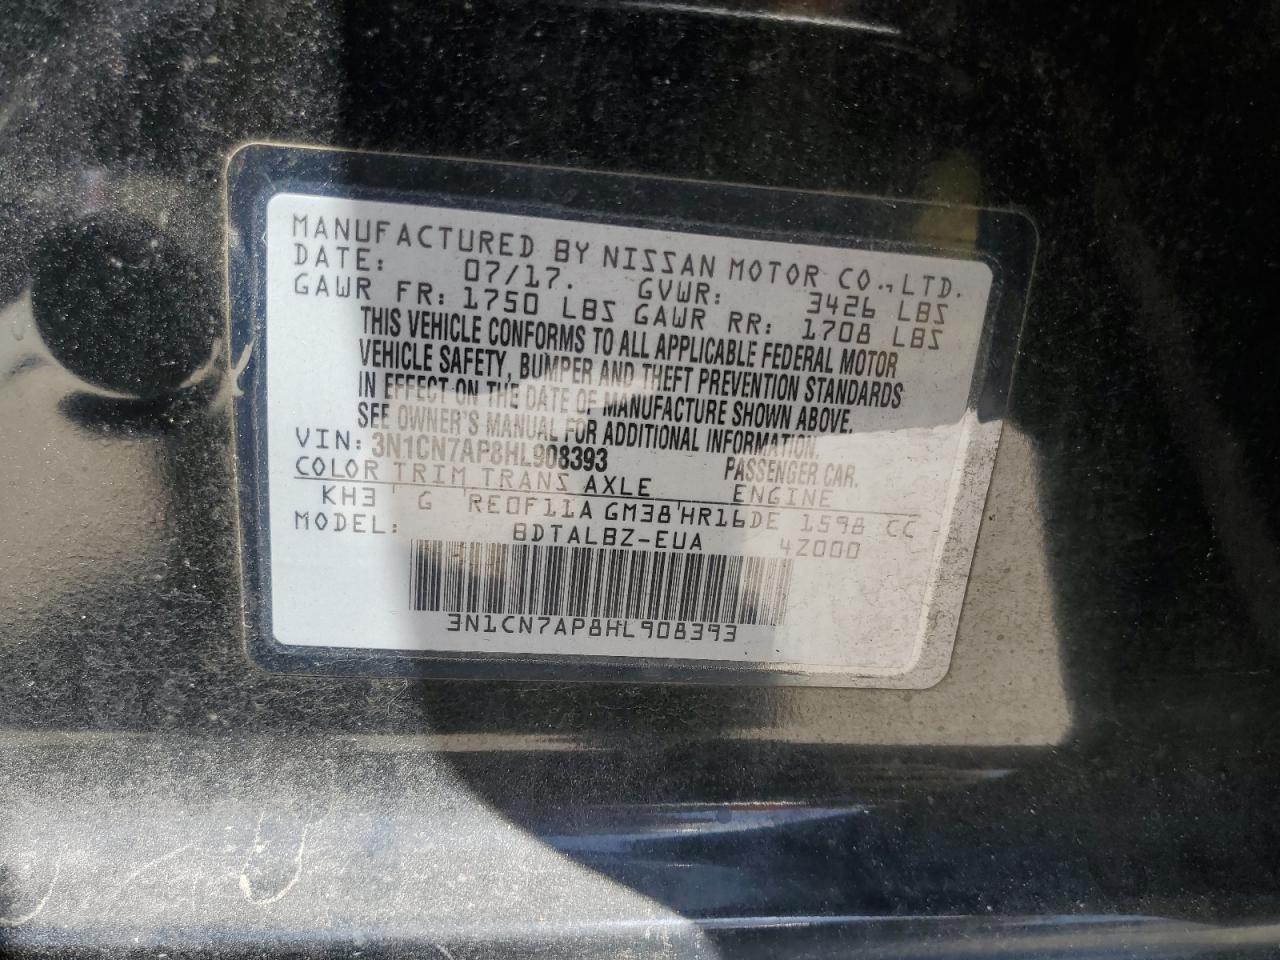 MANUFACTURED BY NISSAN MOTOR CO., LTD.
DATE: 07/17. GVWR: 3426 LBS
GAWR FR: 1750 LBS GAWR RR: 1708 LBS
THIS VEHICLE CONFORMS TO ALL APPLICABLE FEDERAL MOTOR
VEHICLE SAFETY, BUMPER AND THEFT PREVENTION STANDARDS
IN EFFECT ON THE DATE OF MANUFACTURE SHOWN ABOVE.
SEE OWNER'S MANUAL FOR ADDITIONAL INFORMATION.
VIN: 3N1CN7AP8HL908393 PASSENGER CAR.
COLOR TRIM TRANS AXLE ENGINE
KH3 G RE0F11A GM38 HR16DE 1598 CC
MODEL: BDTALBZ-EUA 4Z000
3N1CN7AP8HL908393